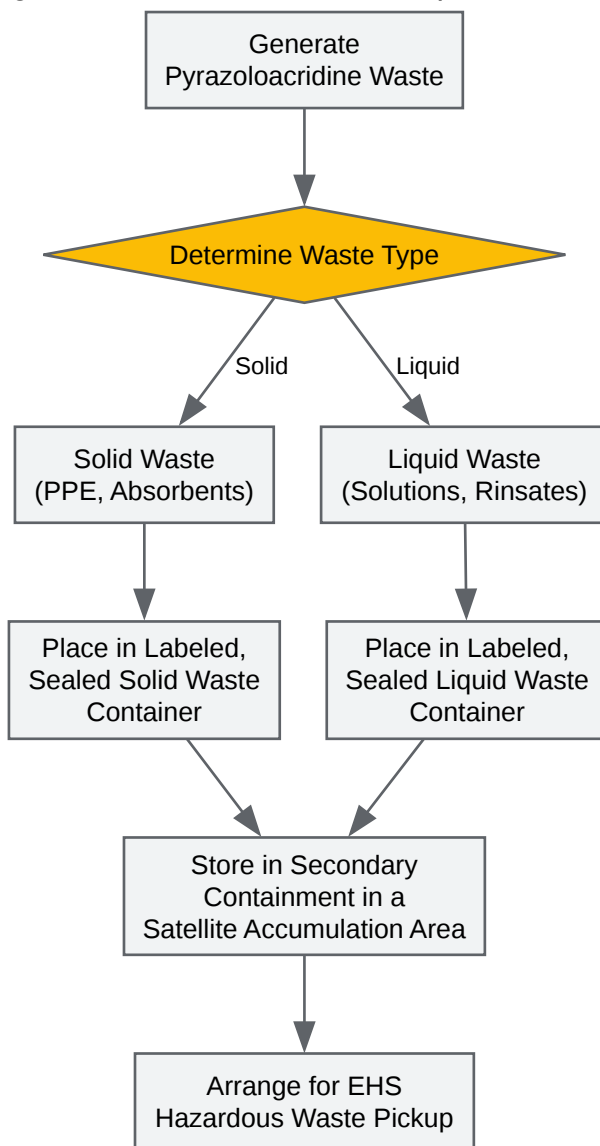 Generate
Pyrazoloacridine Waste
Determine Waste Type
Solid
Liquid
Solid Waste
(PPE, Absorbents)
Liquid Waste
(Solutions, Rinsates)
Place in Labeled,
Sealed Solid Waste
Container
Place in Labeled,
Sealed Liquid Waste
Container
Store in Secondary
Containment in a
Satellite Accumulation Area
Arrange for EHS
Hazardous Waste Pickup